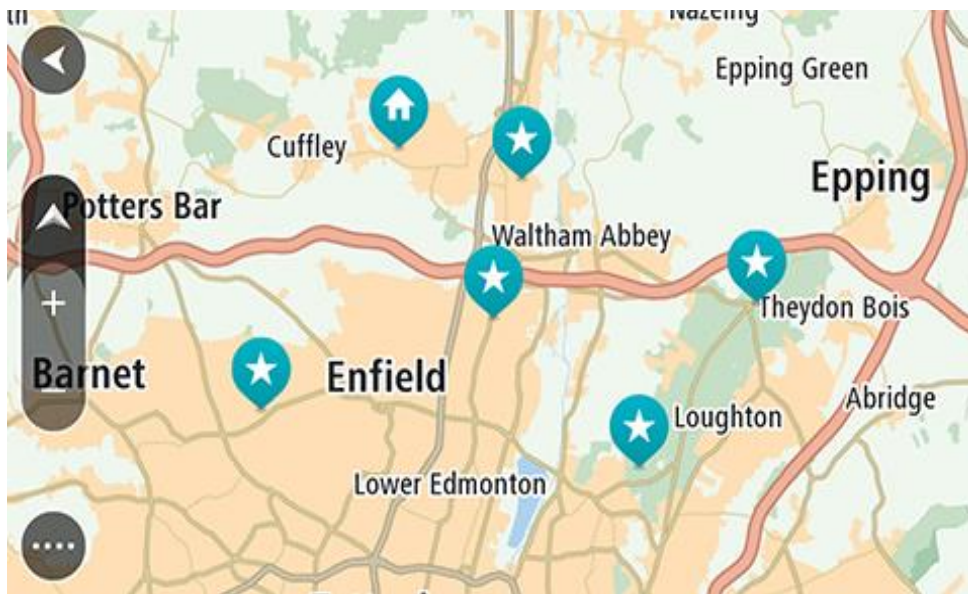 Nazeing
Epping Green
Cuffley
Epping
Potters Bar
Waltham Abbey
Theydon Bois
Barnet
Enfield
Abridge
Loughton
Lower Edmonton